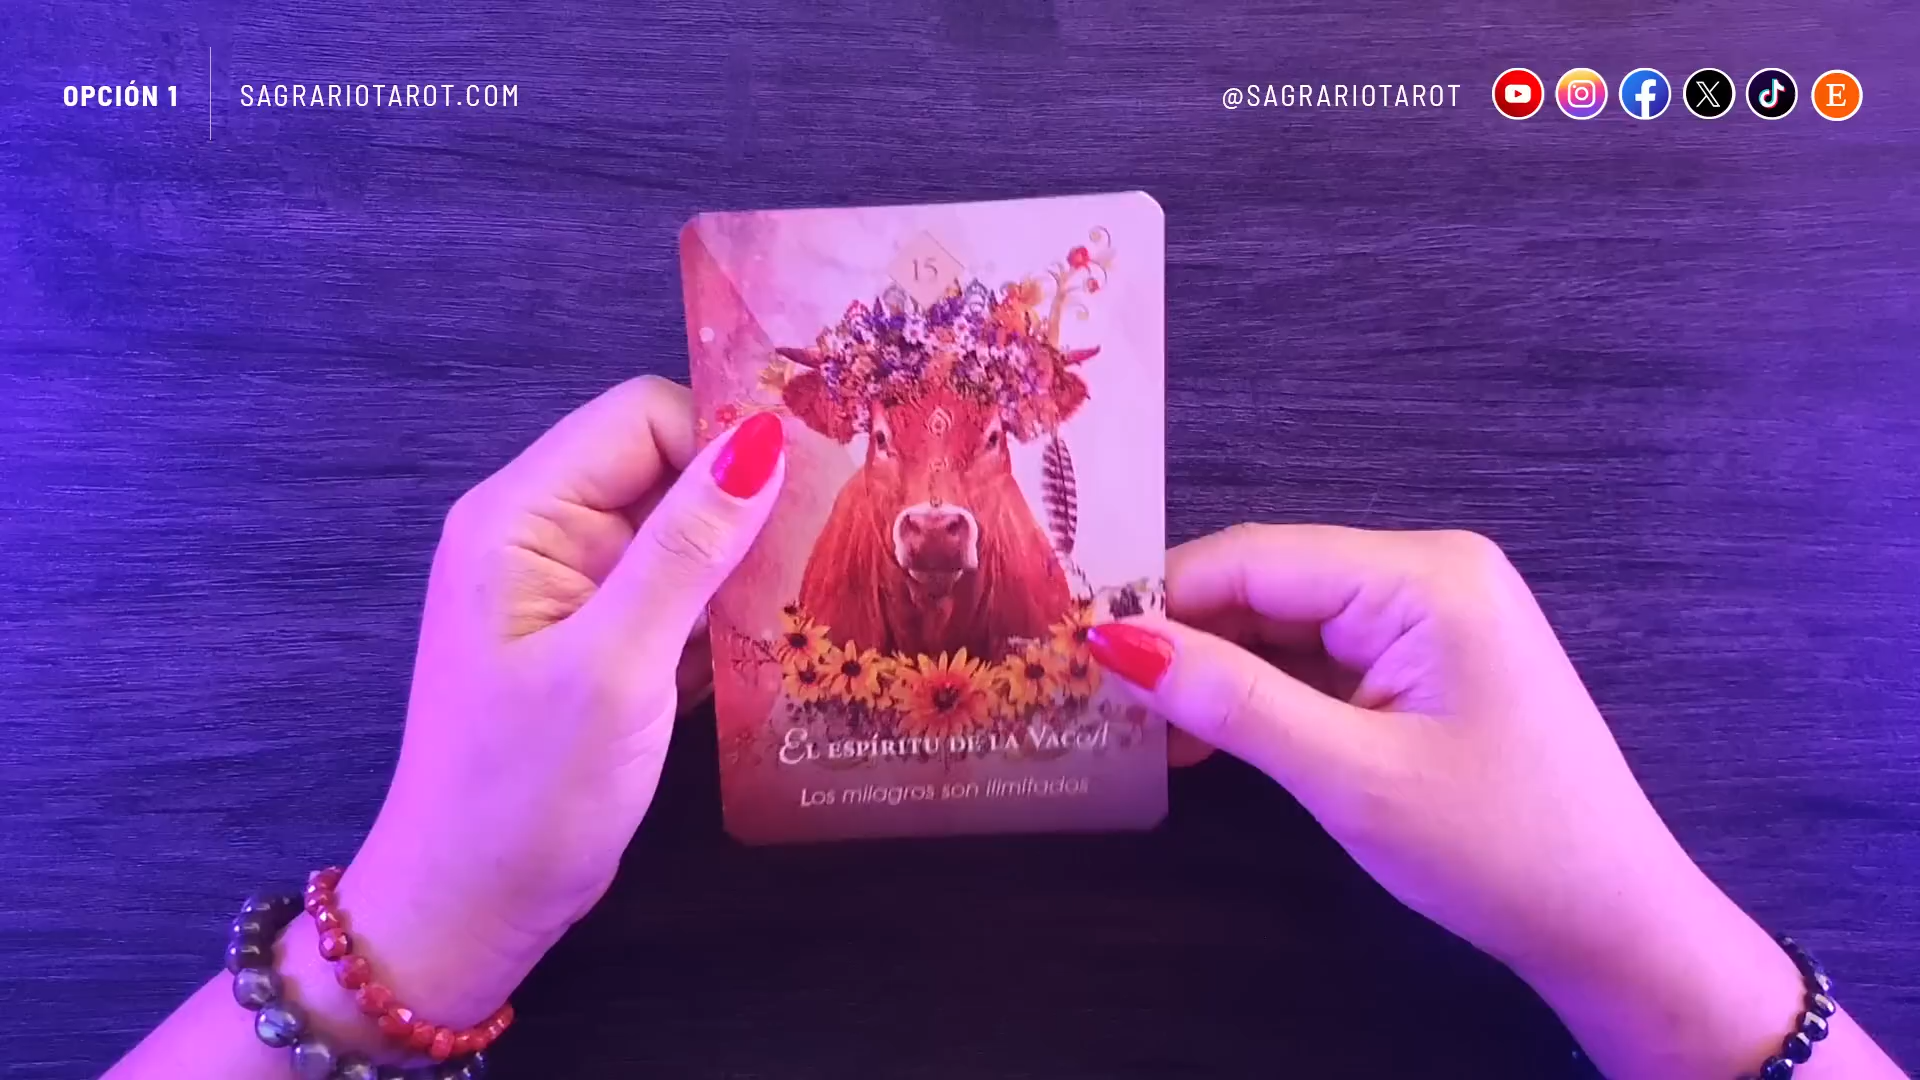 OPCIÓN 1
SAGRARIOTAROT.COM
@SAGRARIOTAROT
E
15
El espíritu de la Vaca
Los milagros son ilimitados